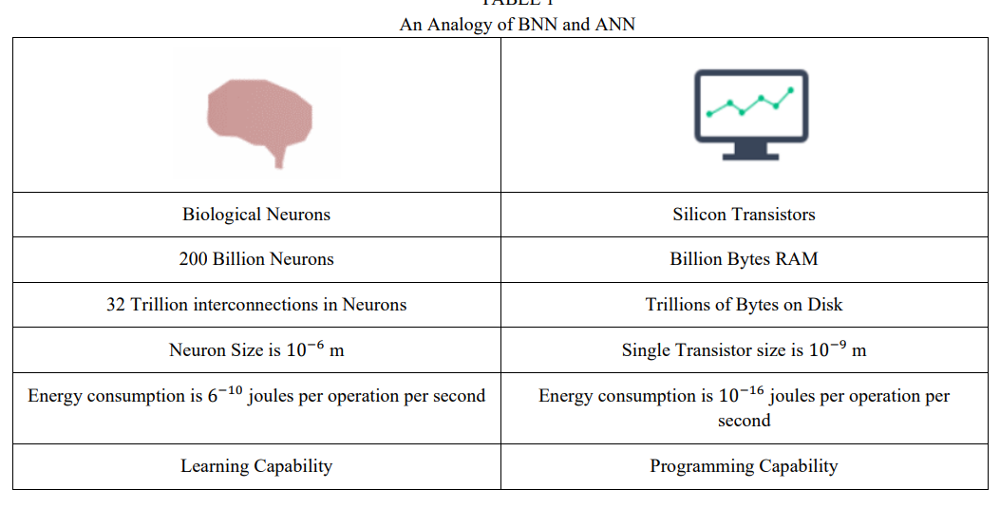 TABLE 1
An Analogy of BNN and ANN
Biological Neurons
Silicon Transistors
200 Billion Neurons
Billion Bytes RAM
32 Trillion interconnections in Neurons
Trillions of Bytes on Disk
Neuron Size is 10⁻⁶ m
Single Transistor size is 10⁻⁹ m
Energy consumption is 6⁻¹⁰ joules per operation per second
Energy consumption is 10⁻¹⁶ joules per operation per
second
Learning Capability
Programming Capability